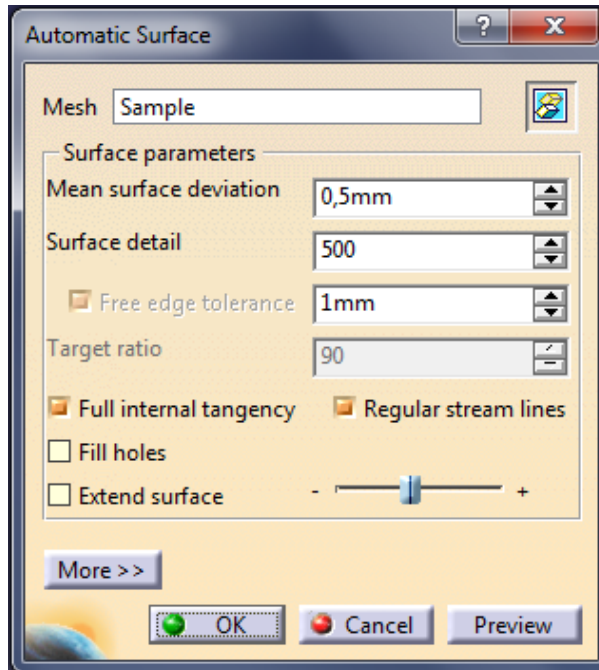 Automatic Surface
Mesh Sample
Surface parameters
Mean surface deviation 0,5mm
Surface detail 500
Free edge tolerance 1mm
Target ratio 90
Full internal tangency Regular stream lines
Fill holes
Extend surface - +
More >>
OK Cancel Preview